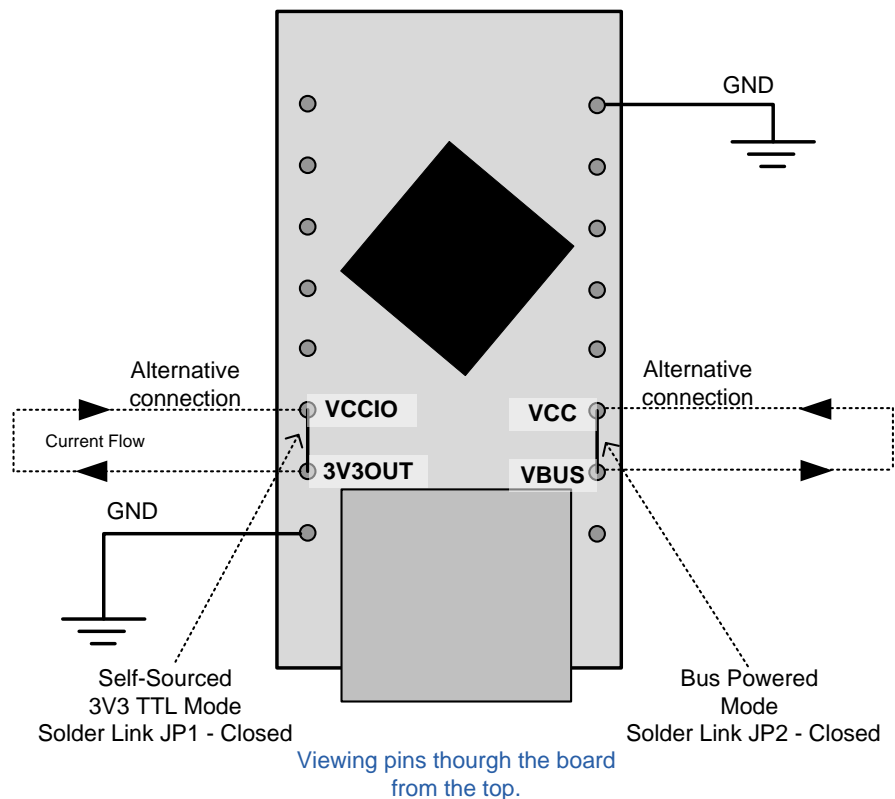 GND
Alternative
connection
VCCIO
VCC
Alternative
connection
Current Flow
3V3OUT
VBUS
GND
Self-Sourced
3V3 TTL Mode
Solder Link JP1 - Closed
Bus Powered
Mode
Solder Link JP2 - Closed
Viewing pins thourgh the board
from the top.